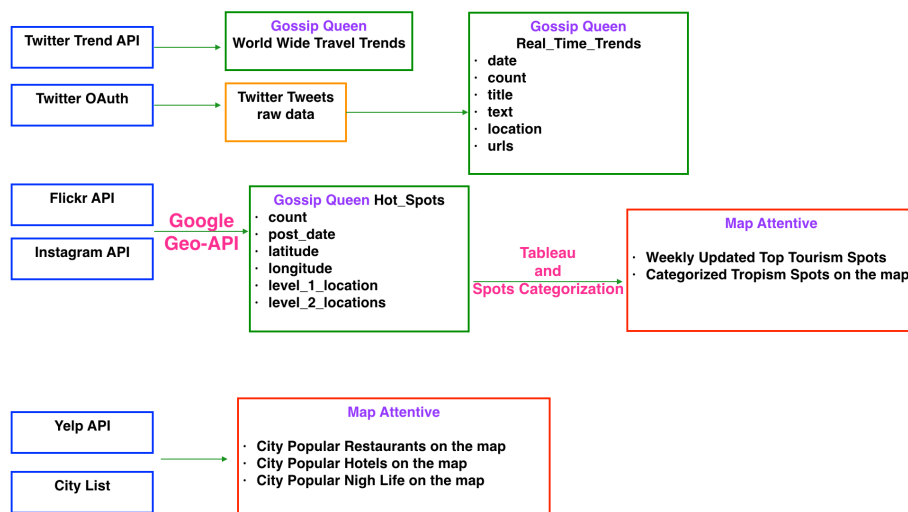 Twitter Trend API
Gossip Queen
World Wide Travel Trends
Gossip Queen
Real_Time_Trends
· date
· count
· title
· text
· location
· urls
Twitter OAuth
Twitter Tweets
raw data
Flickr API
Instagram API
Google
Geo-API
Gossip Queen Hot_Spots
· count
· post_date
· latitude
· longitude
· level_1_location
· level_2_locations
Tableau
and
Spots Categorization
Map Attentive
· Weekly Updated Top Tourism Spots
· Categorized Tropism Spots on the map
Yelp API
City List
Map Attentive
· City Popular Restaurants on the map
· City Popular Hotels on the map
· City Popular Nigh Life on the map